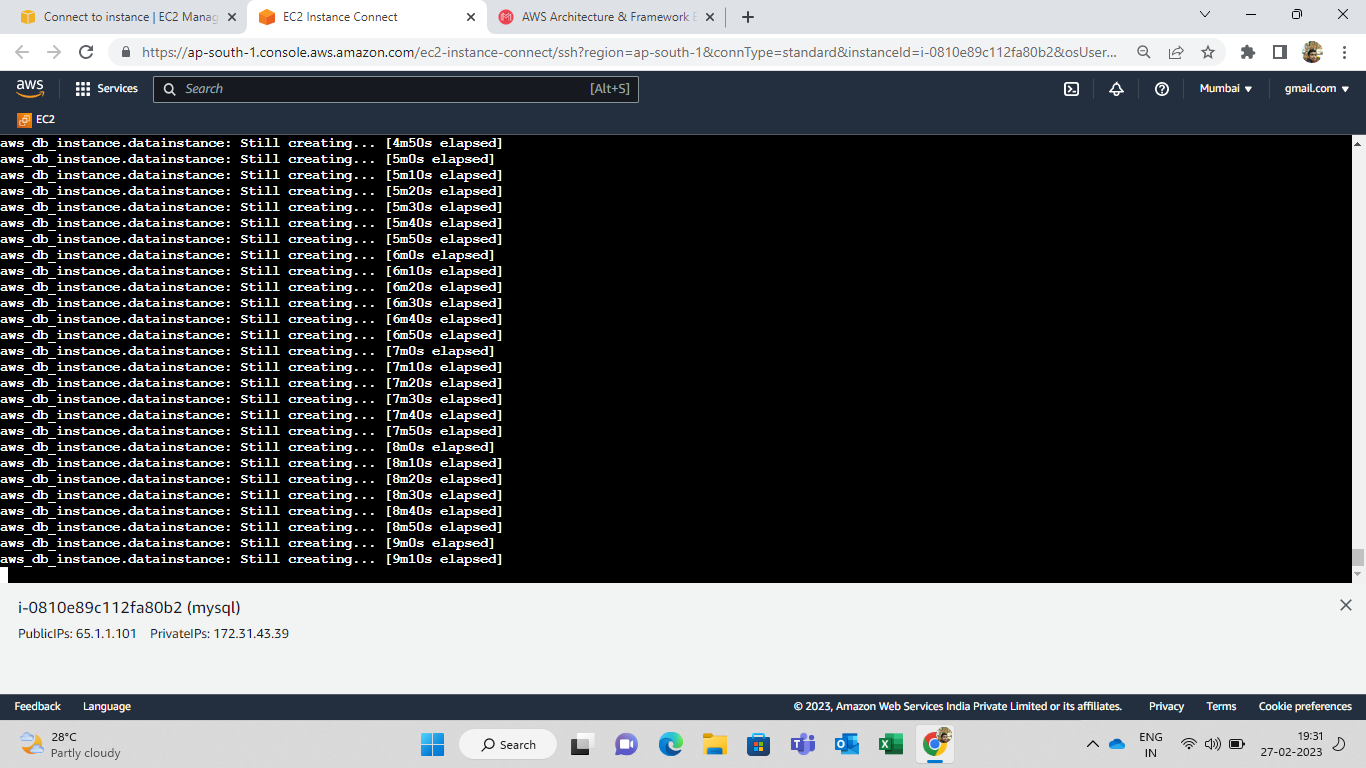 Connect to instance | EC2 Manag
EC2 Instance Connect
AWS Architecture & Framework E
https://ap-south-1.console.aws.amazon.com/ec2-instance-connect/ssh?region=ap-south-1&connType=standard&instanceId=i-0810e89c112fa80b2&osUser...
aws
Services
Search
[Alt+S]
Mumbai
gmail.com
EC2
aws_db_instance.datainstance: Still creating... [4m50s elapsed]
aws_db_instance.datainstance: Still creating... [5m0s elapsed]
aws_db_instance.datainstance: Still creating... [5m10s elapsed]
aws_db_instance.datainstance: Still creating... [5m20s elapsed]
aws_db_instance.datainstance: Still creating... [5m30s elapsed]
aws_db_instance.datainstance: Still creating... [5m40s elapsed]
aws_db_instance.datainstance: Still creating... [5m50s elapsed]
aws_db_instance.datainstance: Still creating... [6m0s elapsed]
aws_db_instance.datainstance: Still creating... [6m10s elapsed]
aws_db_instance.datainstance: Still creating... [6m20s elapsed]
aws_db_instance.datainstance: Still creating... [6m30s elapsed]
aws_db_instance.datainstance: Still creating... [6m40s elapsed]
aws_db_instance.datainstance: Still creating... [6m50s elapsed]
aws_db_instance.datainstance: Still creating... [7m0s elapsed]
aws_db_instance.datainstance: Still creating... [7m10s elapsed]
aws_db_instance.datainstance: Still creating... [7m20s elapsed]
aws_db_instance.datainstance: Still creating... [7m30s elapsed]
aws_db_instance.datainstance: Still creating... [7m40s elapsed]
aws_db_instance.datainstance: Still creating... [7m50s elapsed]
aws_db_instance.datainstance: Still creating... [8m0s elapsed]
aws_db_instance.datainstance: Still creating... [8m10s elapsed]
aws_db_instance.datainstance: Still creating... [8m20s elapsed]
aws_db_instance.datainstance: Still creating... [8m30s elapsed]
aws_db_instance.datainstance: Still creating... [8m40s elapsed]
aws_db_instance.datainstance: Still creating... [8m50s elapsed]
aws_db_instance.datainstance: Still creating... [9m0s elapsed]
aws_db_instance.datainstance: Still creating... [9m10s elapsed]
i-0810e89c112fa80b2 (mysql)
PublicIPs: 65.1.1.101 PrivateIPs: 172.31.43.39
Feedback Language
© 2023, Amazon Web Services India Private Limited or its affiliates. Privacy Terms Cookie preferences
28°C
Partly cloudy
Search
ENG
IN
19:31
27-02-2023